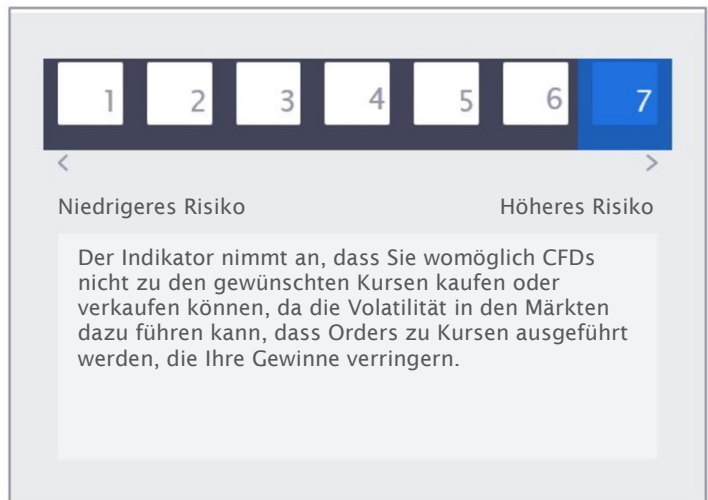 1 2 3 4 5 6 7
< >
Niedrigeres Risiko Höheres Risiko
Der Indikator nimmt an, dass Sie womöglich CFDs
nicht zu den gewünschten Kursen kaufen oder
verkaufen können, da die Volatilität in den Märkten
dazu führen kann, dass Orders zu Kursen ausgeführt
werden, die Ihre Gewinne verringern.